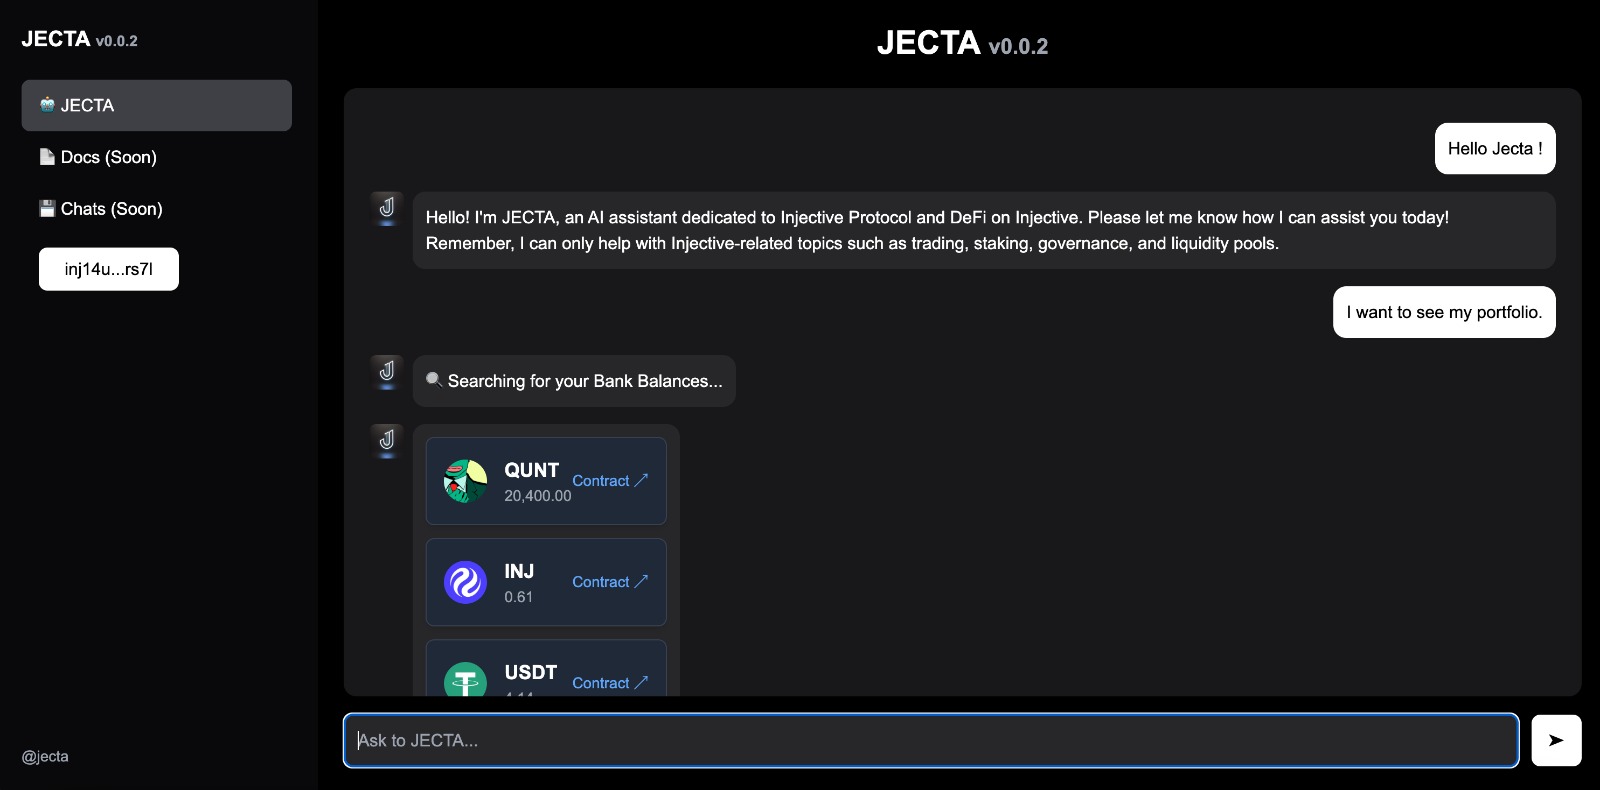 JECTA v0.0.2
JECTA
Docs (Soon)
Chats (Soon)
inj14u...rs7l
@jecta
JECTA v0.0.2
Hello Jecta !
Hello! I'm JECTA, an AI assistant dedicated to Injective Protocol and DeFi on Injective. Please let me know how I can assist you today!
Remember, I can only help with Injective-related topics such as trading, staking, governance, and liquidity pools.
I want to see my portfolio.
Searching for your Bank Balances...
QUNT
20,400.00
Contract ↗
INJ
0.61
Contract ↗
USDT
Contract ↗
Ask to JECTA...